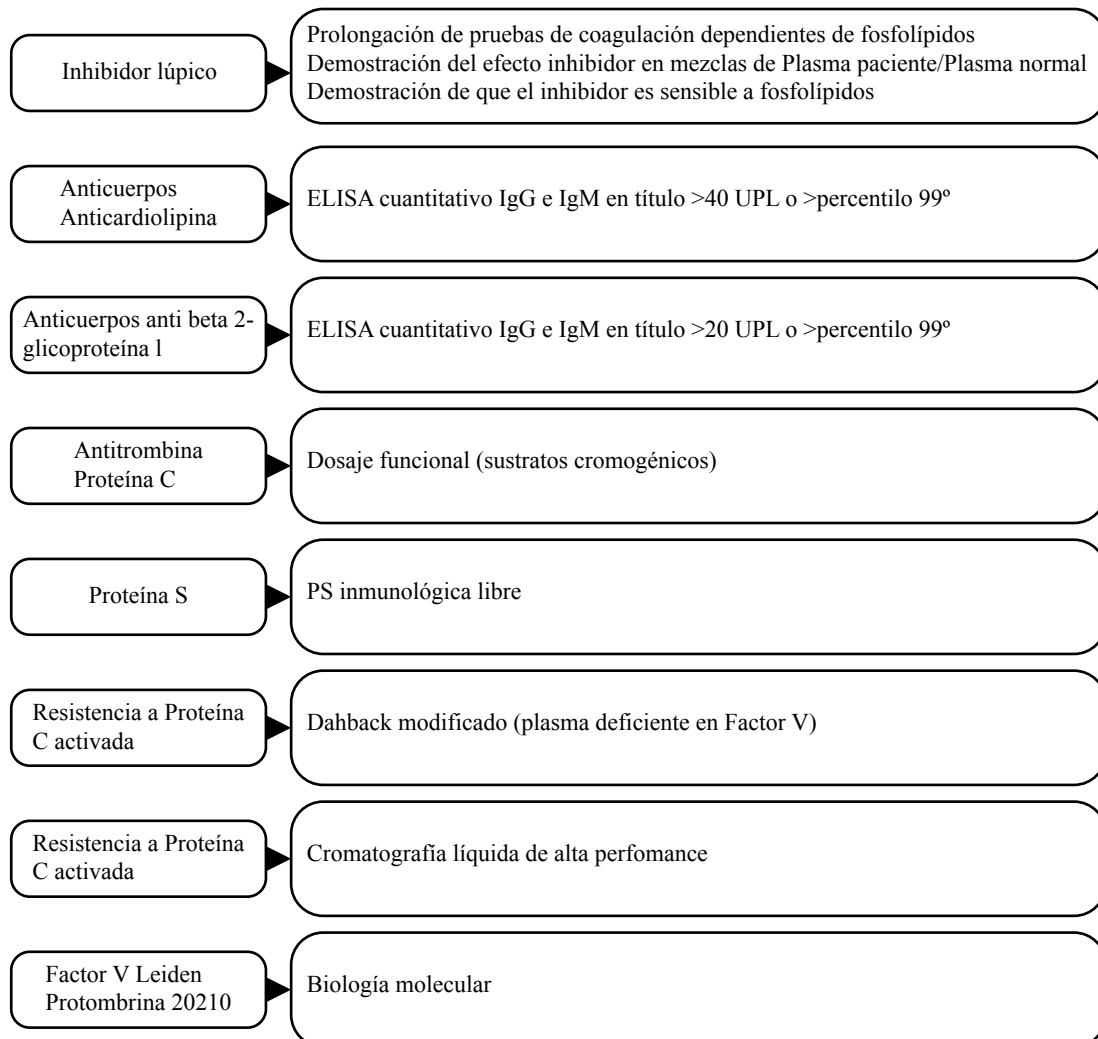 Inhibidor lúpico
Prolongación de pruebas de coagulación dependientes de fosfolípidos
Demostración del efecto inhibidor en mezclas de Plasma paciente/Plasma normal
Demostración de que el inhibidor es sensible a fosfolípidos
Anticuerpos
Anticardiolipina
ELISA cuantitativo IgG e IgM en título >40 UPL o >percentilo 99º
Anticuerpos anti beta 2-
glicoproteína l
ELISA cuantitativo IgG e IgM en título >20 UPL o >percentilo 99º
Antitrombina
Proteína C
Dosaje funcional (sustratos cromogénicos)
Proteína S
PS inmunológica libre
Resistencia a Proteína
C activada
Dahback modificado (plasma deficiente en Factor V)
Resistencia a Proteína
C activada
Cromatografía líquida de alta perfomance
Factor V Leiden
Protombrina 20210
Biología molecular